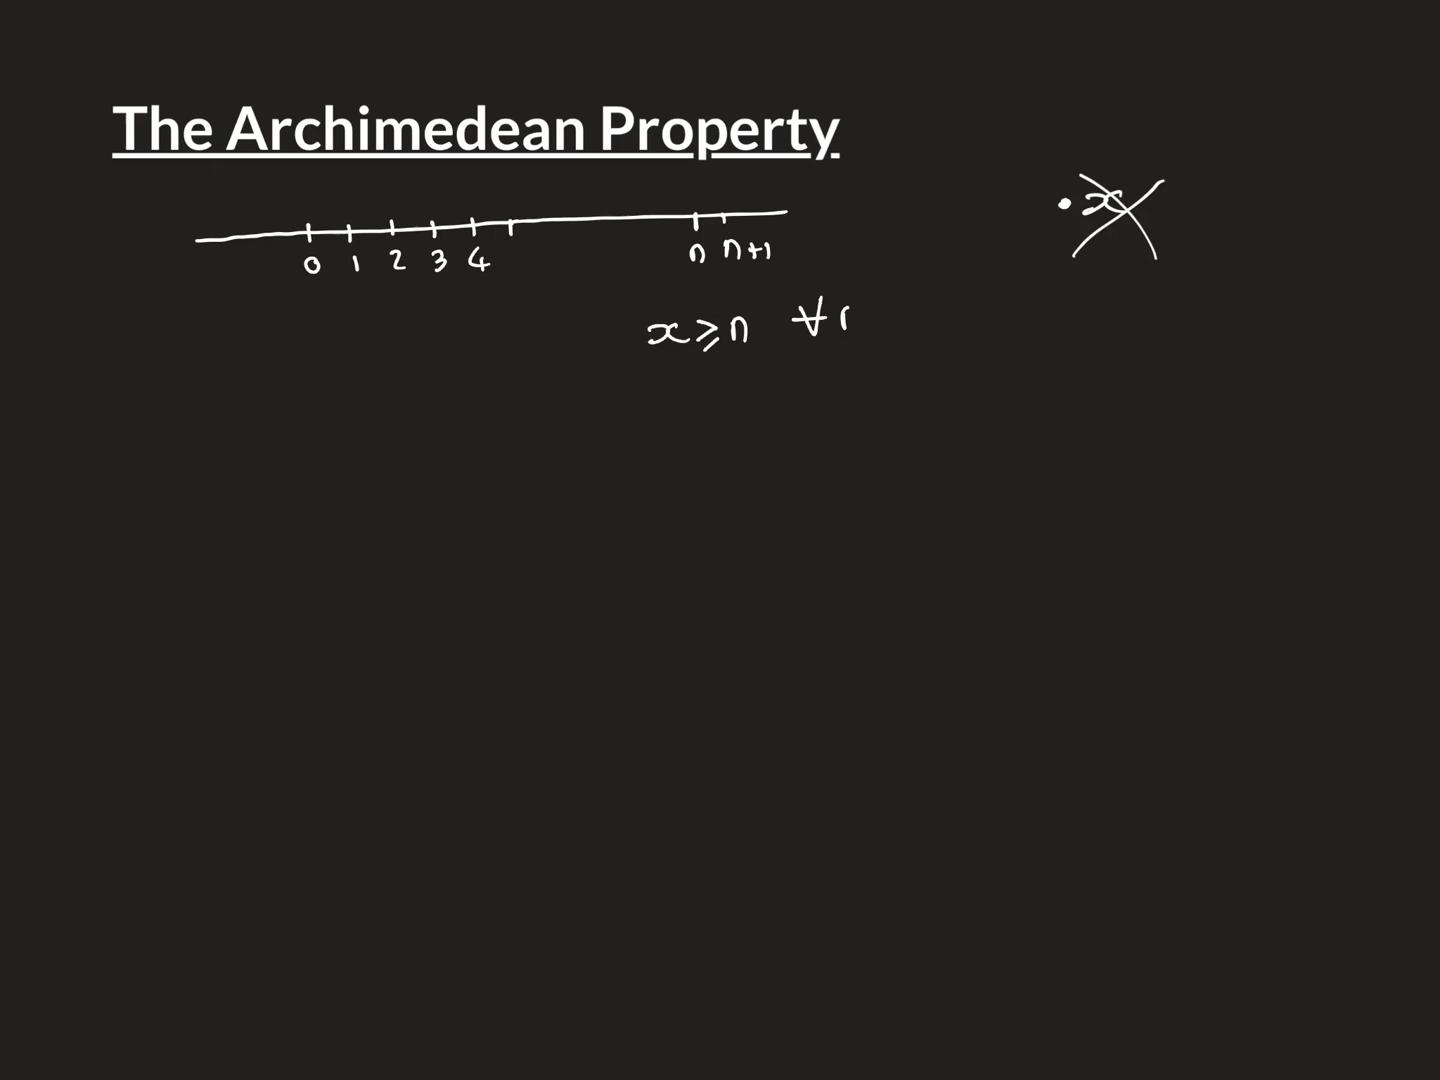 The Archimedean Property
x
0 1 2 3 4 n n+1
x ⩾ n ∀